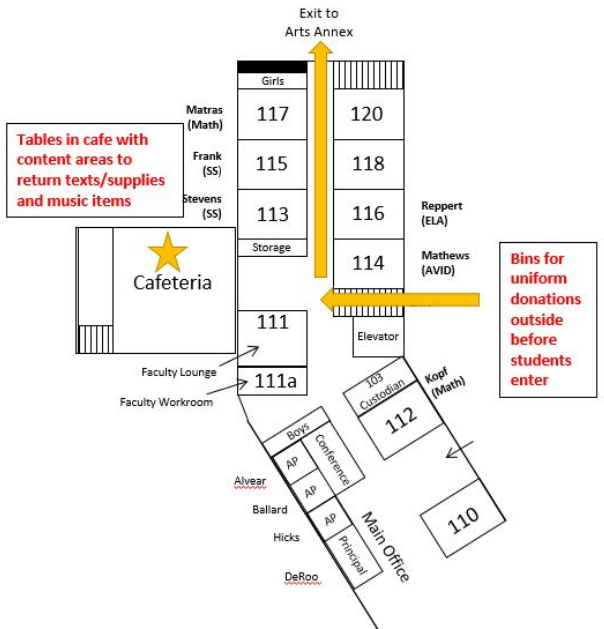 Exit to
Arts Annex
Girls
Matras
(Math)
117
120
Tables in cafe with
content areas to
return texts/supplies
and music items
Frank
(SS)
115
118
Stevens
(SS)
113
116
Reppert
(ELA)
Storage
114
Mathews
(AVID)
Cafeteria
Bins for
uniform
donations
outside
before
students
enter
111
Elevator
Faculty Lounge
111a
Faculty Workroom
103
Custodian
Kopf
(Math)
112
Boys
Conference
AP
Alvear
AP
Ballard
AP
Hicks
Principal
DeRoo
Main Office
110